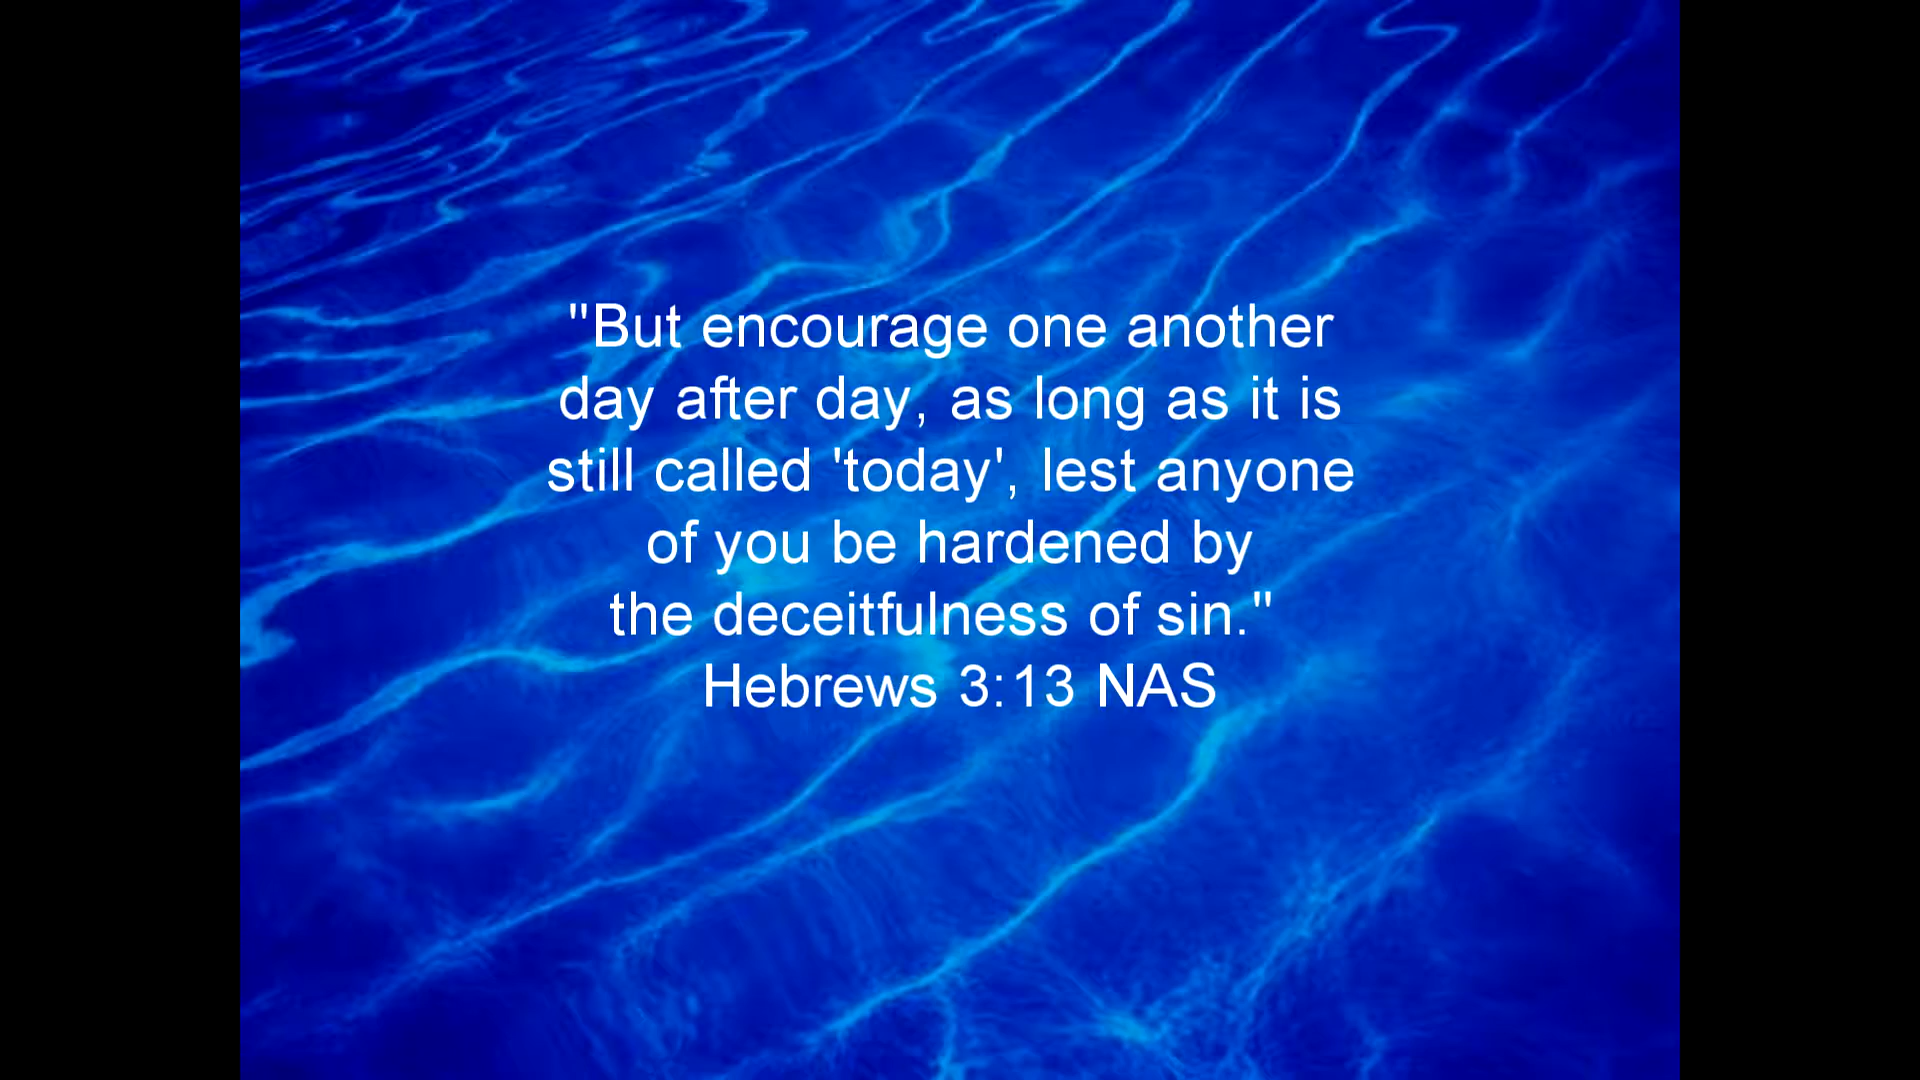 "But encourage one another
day after day, as long as it is
still called 'today', lest anyone
of you be hardened by
the deceitfulness of sin."
Hebrews 3:13 NAS